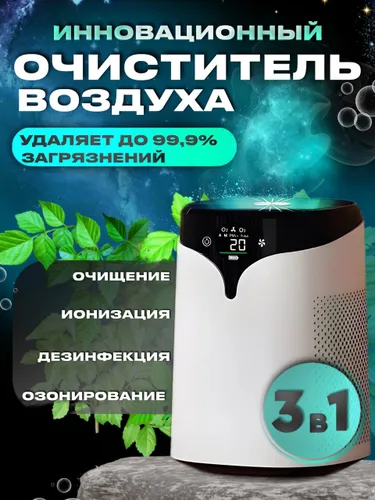 ИННОВАЦИОННЫЙ
ОЧИСТИТЕЛЬ
ВОЗДУХА
УДАЛЯЕТ ДО 99,9%
ЗАГРЯЗНЕНИЙ
20
ОЧИЩЕНИЕ
ИОНИЗАЦИЯ
ДЕЗИНФЕКЦИЯ
ОЗОНИРОВАНИЕ
3в1